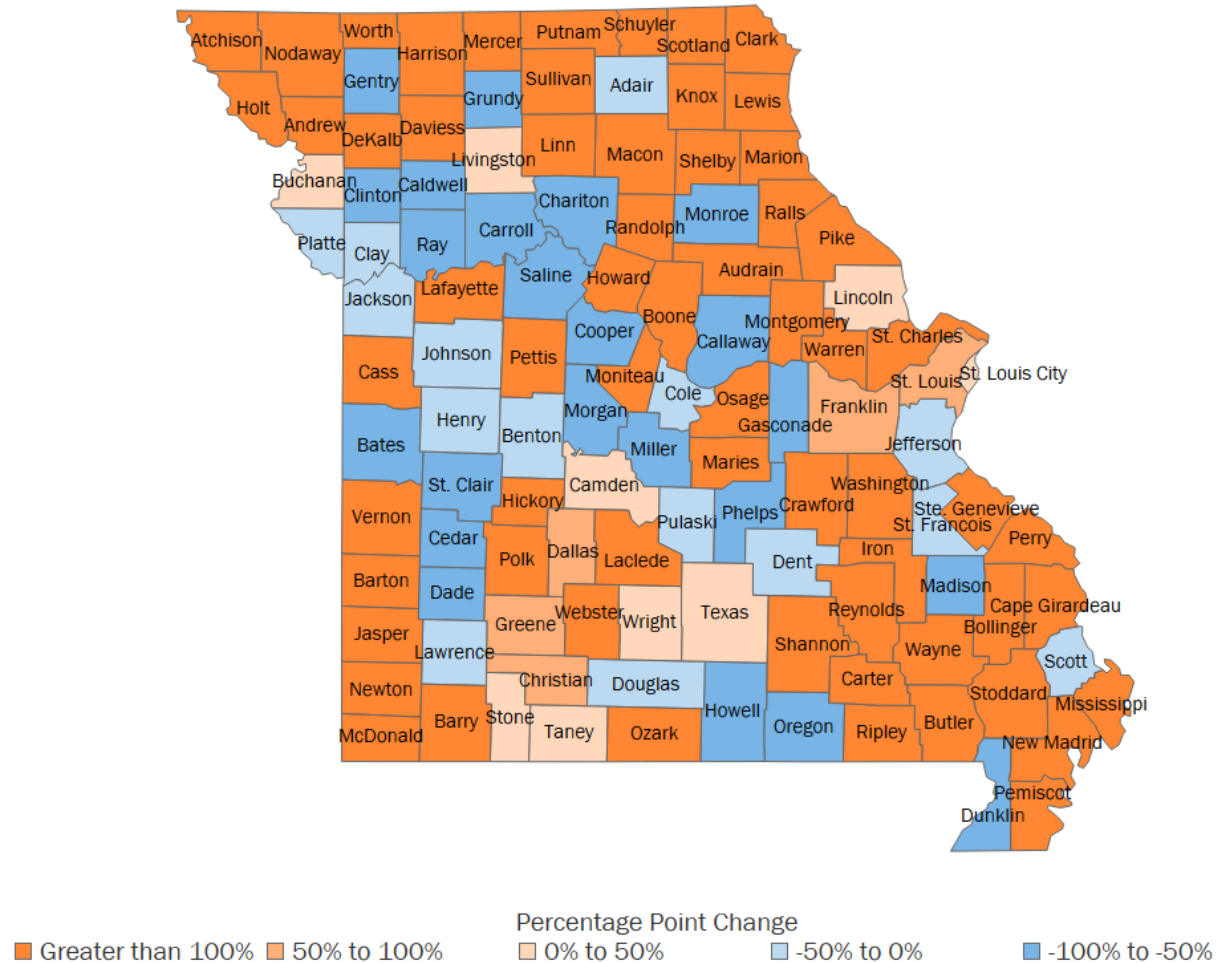 Atchison
Nodaway
Worth
Harrison
Mercer
Putnam
Schuyler
Scotland
Clark
Gentry
Grundy
Sullivan
Adair
Knox
Lewis
Holt
Andrew
DeKalb
Daviess
Livingston
Linn
Macon
Shelby
Marion
Buchanan
Clinton
Caldwell
Chariton
Randolph
Monroe
Ralls
Pike
Platte
Clay
Ray
Carroll
Saline
Howard
Audrain
Lincoln
Jackson
Lafayette
Cooper
Boone
Callaway
Montgomery
Warren
St. Charles
Johnson
Pettis
Moniteau
Cole
Osage
Gasconade
Franklin
St. Louis
St. Louis City
Cass
Henry
Benton
Morgan
Miller
Maries
Jefferson
Bates
St. Clair
Hickory
Camden
Pulaski
Phelps
Crawford
Washington
Ste. Genevieve
St. Francois
Perry
Vernon
Cedar
Polk
Dallas
Laclede
Dent
Iron
Madison
Barton
Dade
Greene
Webster
Wright
Texas
Reynolds
Cape Girardeau
Bollinger
Jasper
Lawrence
Shannon
Wayne
Scott
Newton
Christian
Douglas
Carter
Stoddard
Mississippi
McDonald
Barry
Stone
Taney
Ozark
Howell
Oregon
Ripley
Butler
New Madrid
Pemiscot
Dunklin
Percentage Point Change
Greater than 100% 50% to 100% 0% to 50% -50% to 0% -100% to -50%